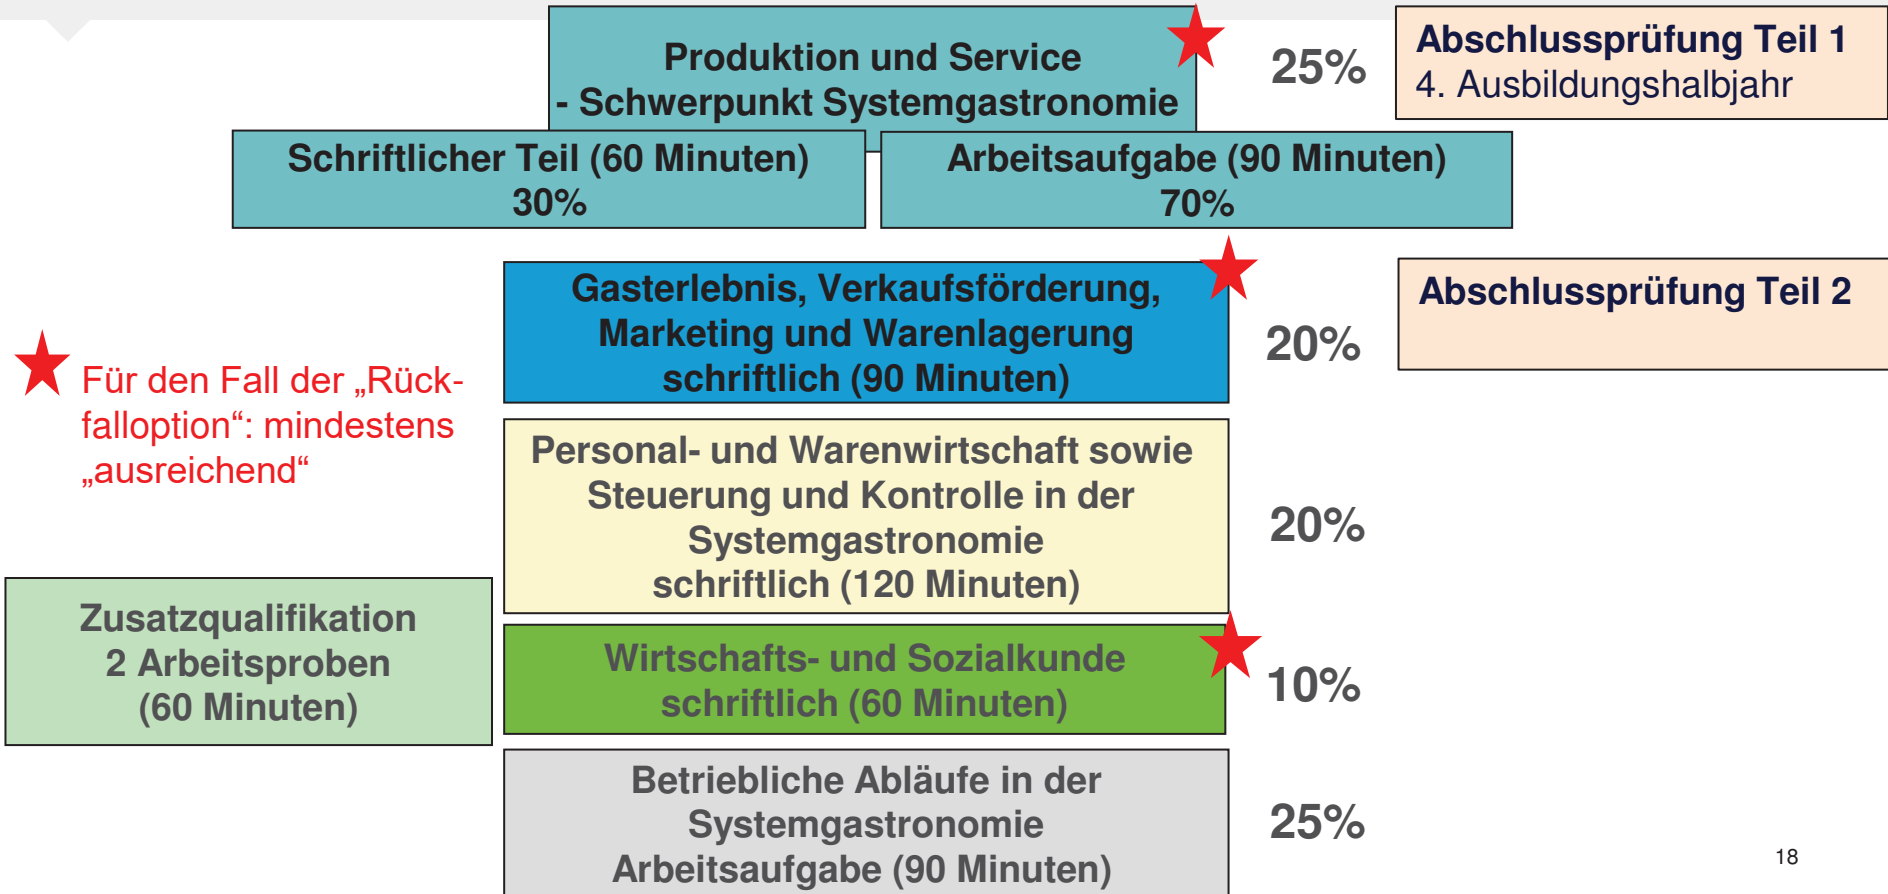 Produktion und Service
- Schwerpunkt Systemgastronomie
25%
Abschlussprüfung Teil 1
4. Ausbildungshalbjahr
Schriftlicher Teil (60 Minuten)
30%
Arbeitsaufgabe (90 Minuten)
70%
Gasterlebnis, Verkaufsförderung,
Marketing und Warenlagerung
schriftlich (90 Minuten)
20%
Abschlussprüfung Teil 2
Für den Fall der „Rück-
falloption“: mindestens
„ausreichend“
Personal- und Warenwirtschaft sowie
Steuerung und Kontrolle in der
Systemgastronomie
schriftlich (120 Minuten)
20%
Zusatzqualifikation
2 Arbeitsproben
(60 Minuten)
Wirtschafts- und Sozialkunde
schriftlich (60 Minuten)
10%
Betriebliche Abläufe in der
Systemgastronomie
Arbeitsaufgabe (90 Minuten)
25%
18